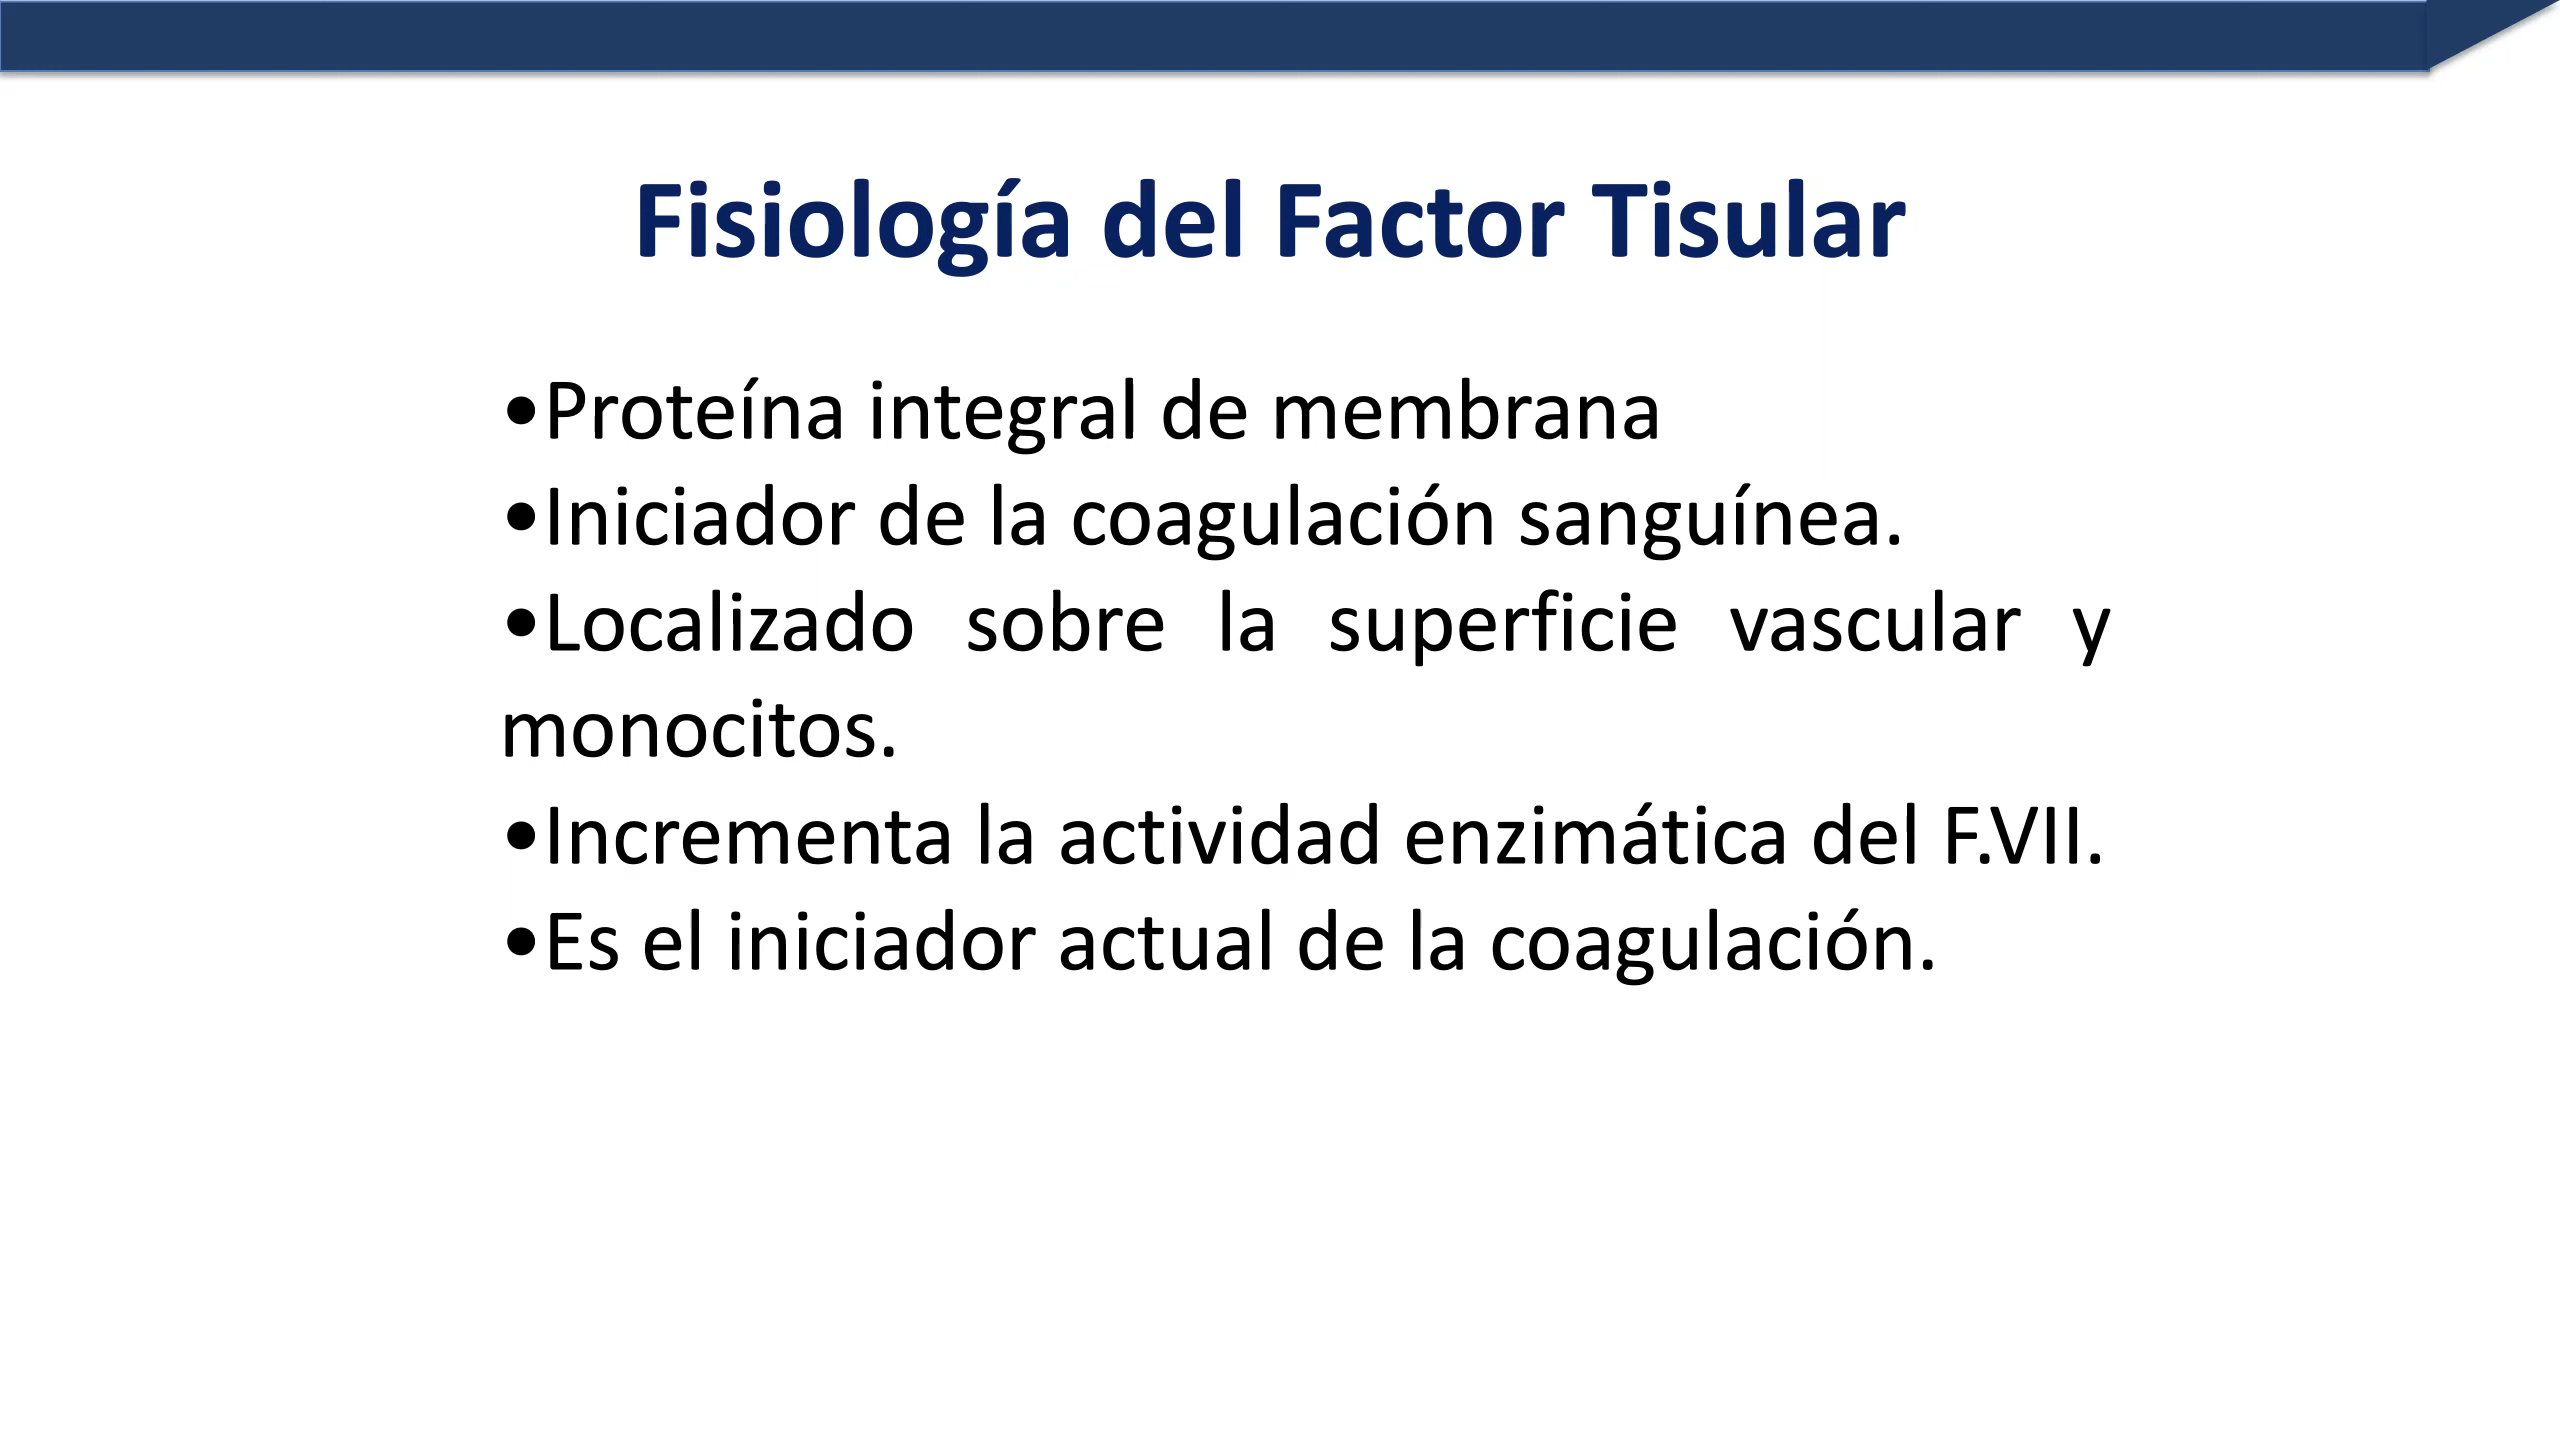 Fisiología del Factor Tisular
•Proteína integral de membrana
•Iniciador de la coagulación sanguínea.
•Localizado sobre la superficie vascular y
monocitos.
•Incrementa la actividad enzimática del F.VII.
•Es el iniciador actual de la coagulación.